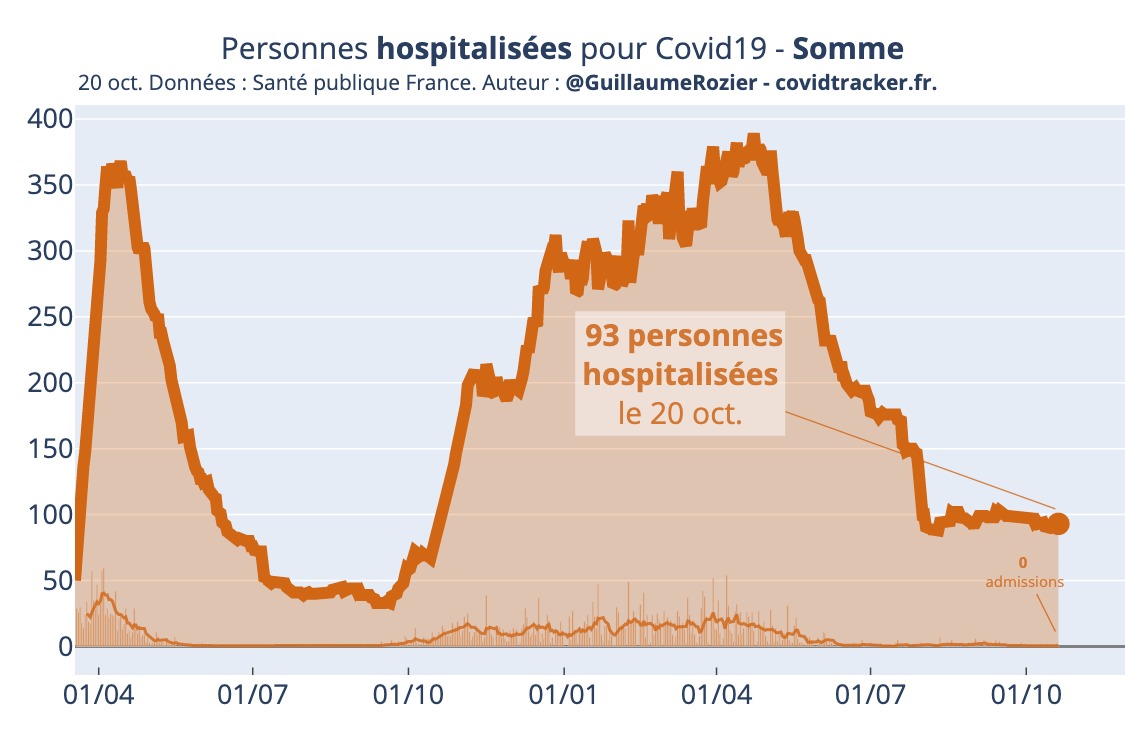 Personnes hospitalisées pour Covid19 - Somme
20 oct. Données : Santé publique France. Auteur : @GuillaumeRozier - covidtracker.fr.
400
350
300
250
200
150
100
50
0
93 personnes
hospitalisées
le 20 oct.
0
admissions
01/04
01/07
01/10
01/01
01/04
01/07
01/10